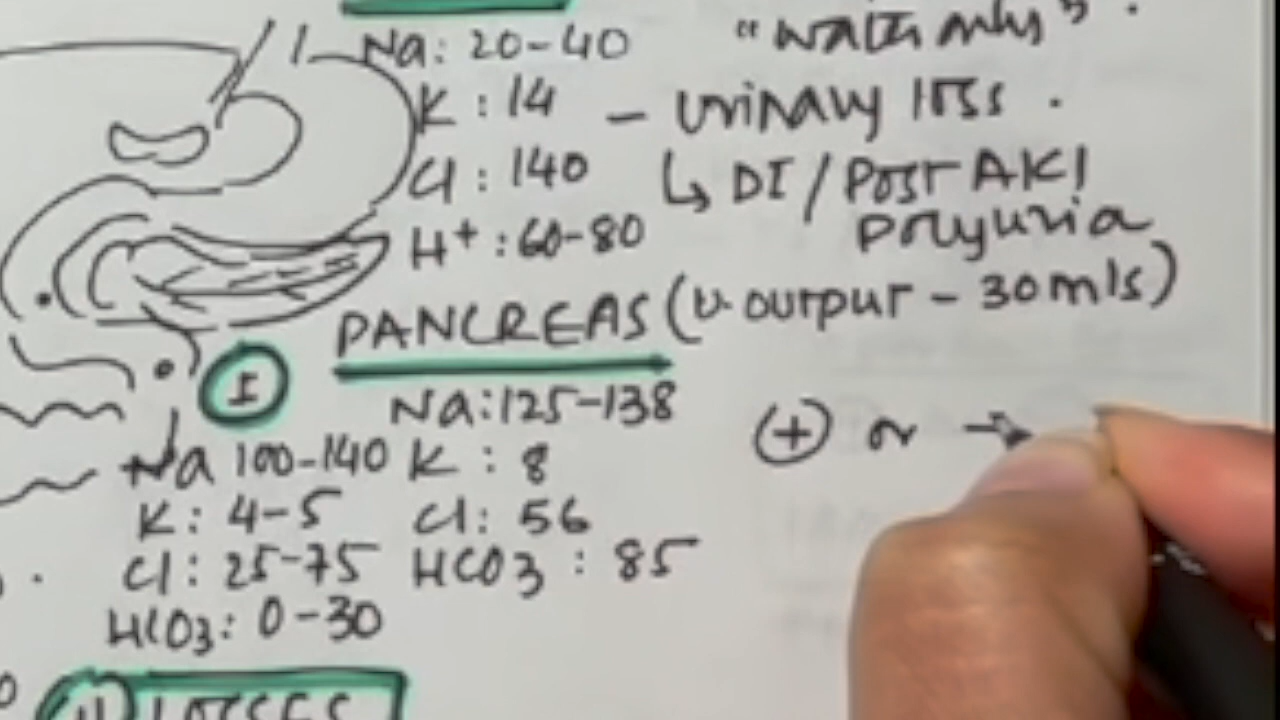 Na: 20-40
K: 14
Cl: 140
H+: 60-80
- urinary loss.
↳ DI / Post AKI
polyuria
PANCREAS (
output - 30mls)
Na: 125-138
K: 8
Cl: 56
HCO3: 85
I
Na 100-140
K: 4-5
Cl: 25-75
HCO3: 0-30
(+) or -
LOSSES